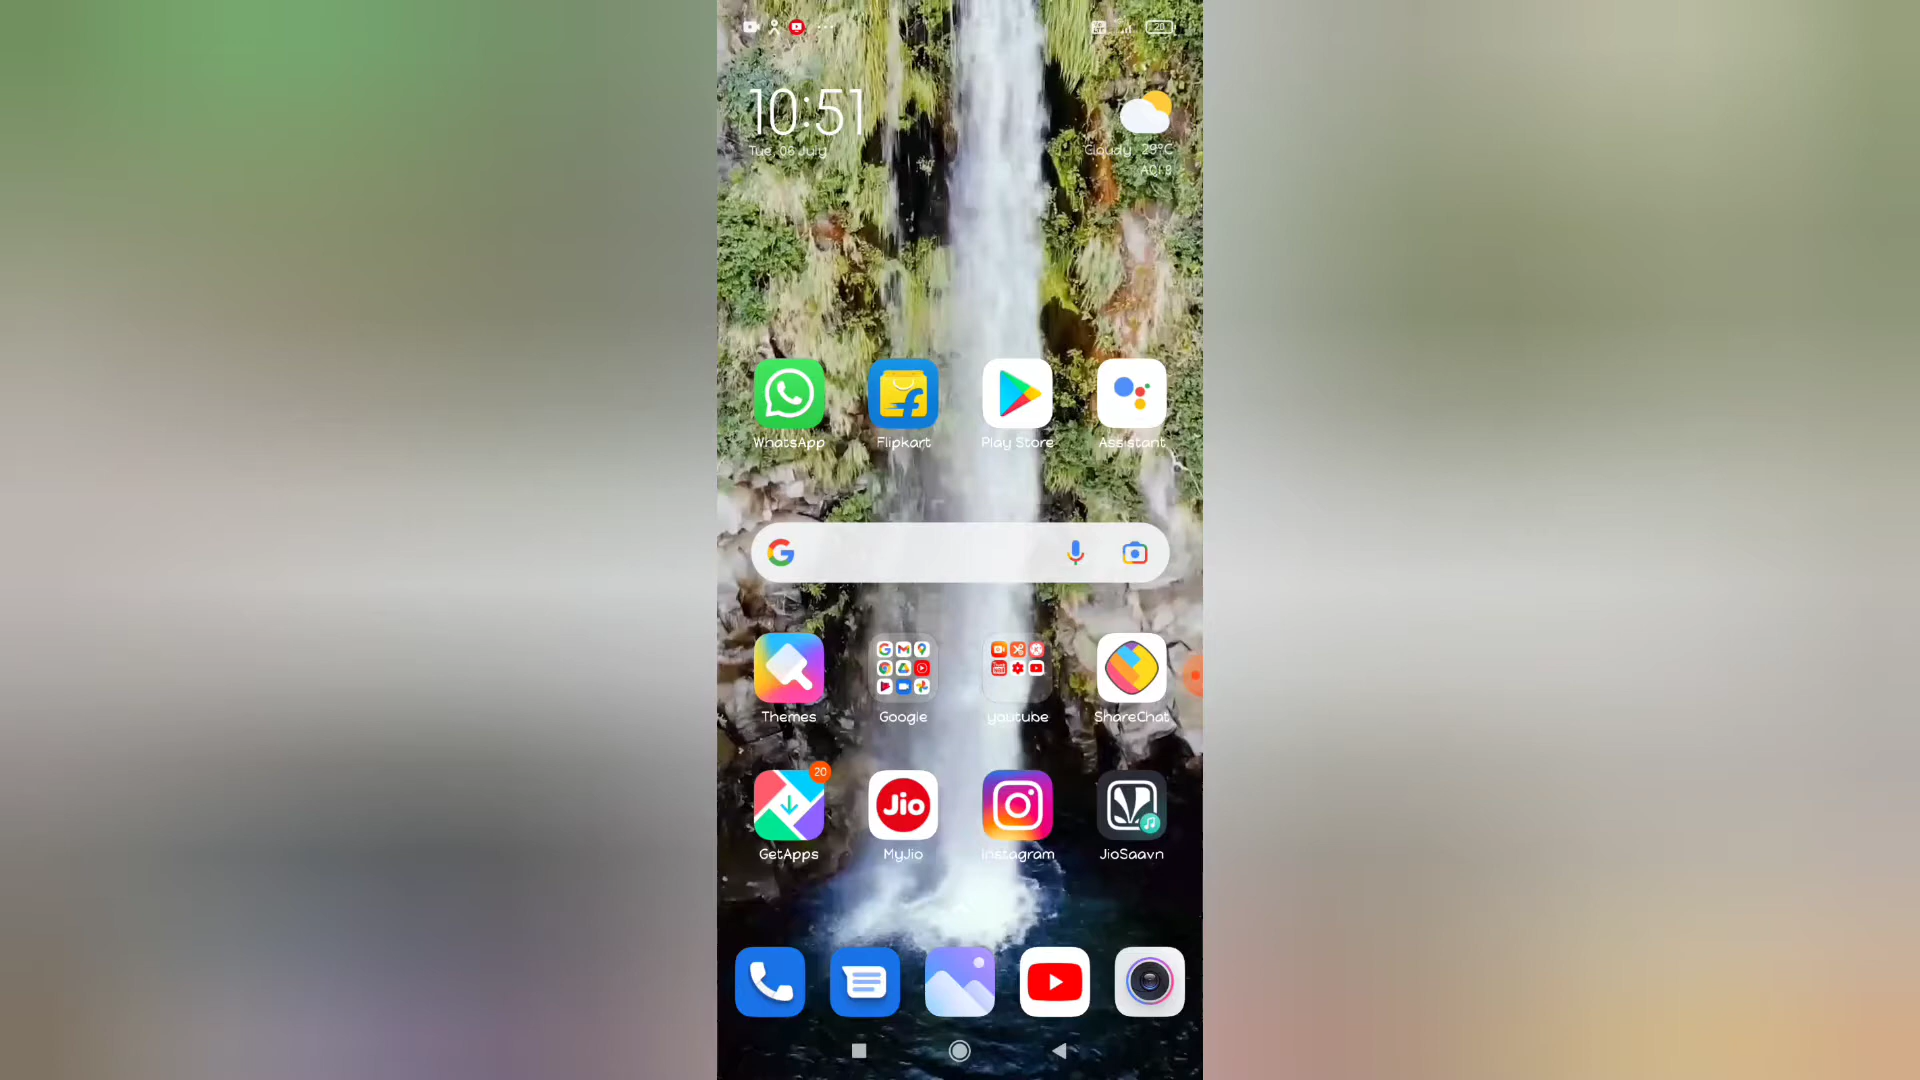 10:51
Tue, 06 July
Cloudy 29°C
AQI 9
WhatsApp
Flipkart
Play Store
Assistant
Themes
Google
youtube
ShareChat
20
Jio
GetApps
MyJio
Instagram
JioSaavn